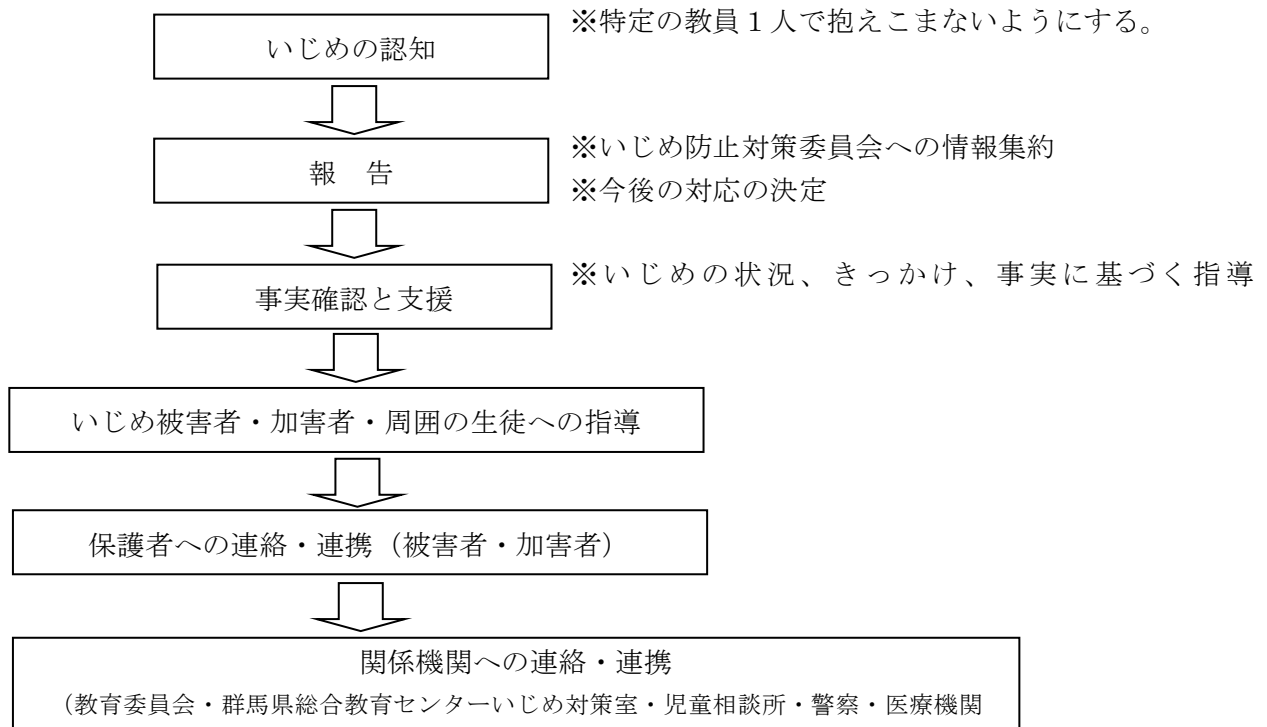 ※特定の教員１人で抱えこまないようにする。
いじめの認知
※いじめ防止対策委員会への情報集約
報　告
※今後の対応の決定
※いじめの状況、きっかけ、事実に基づく指導
事実確認と支援
いじめ被害者・加害者・周囲の生徒への指導
保護者への連絡・連携（被害者・加害者）
関係機関への連絡・連携
（教育委員会・群馬県総合教育センターいじめ対策室・児童相談所・警察・医療機関